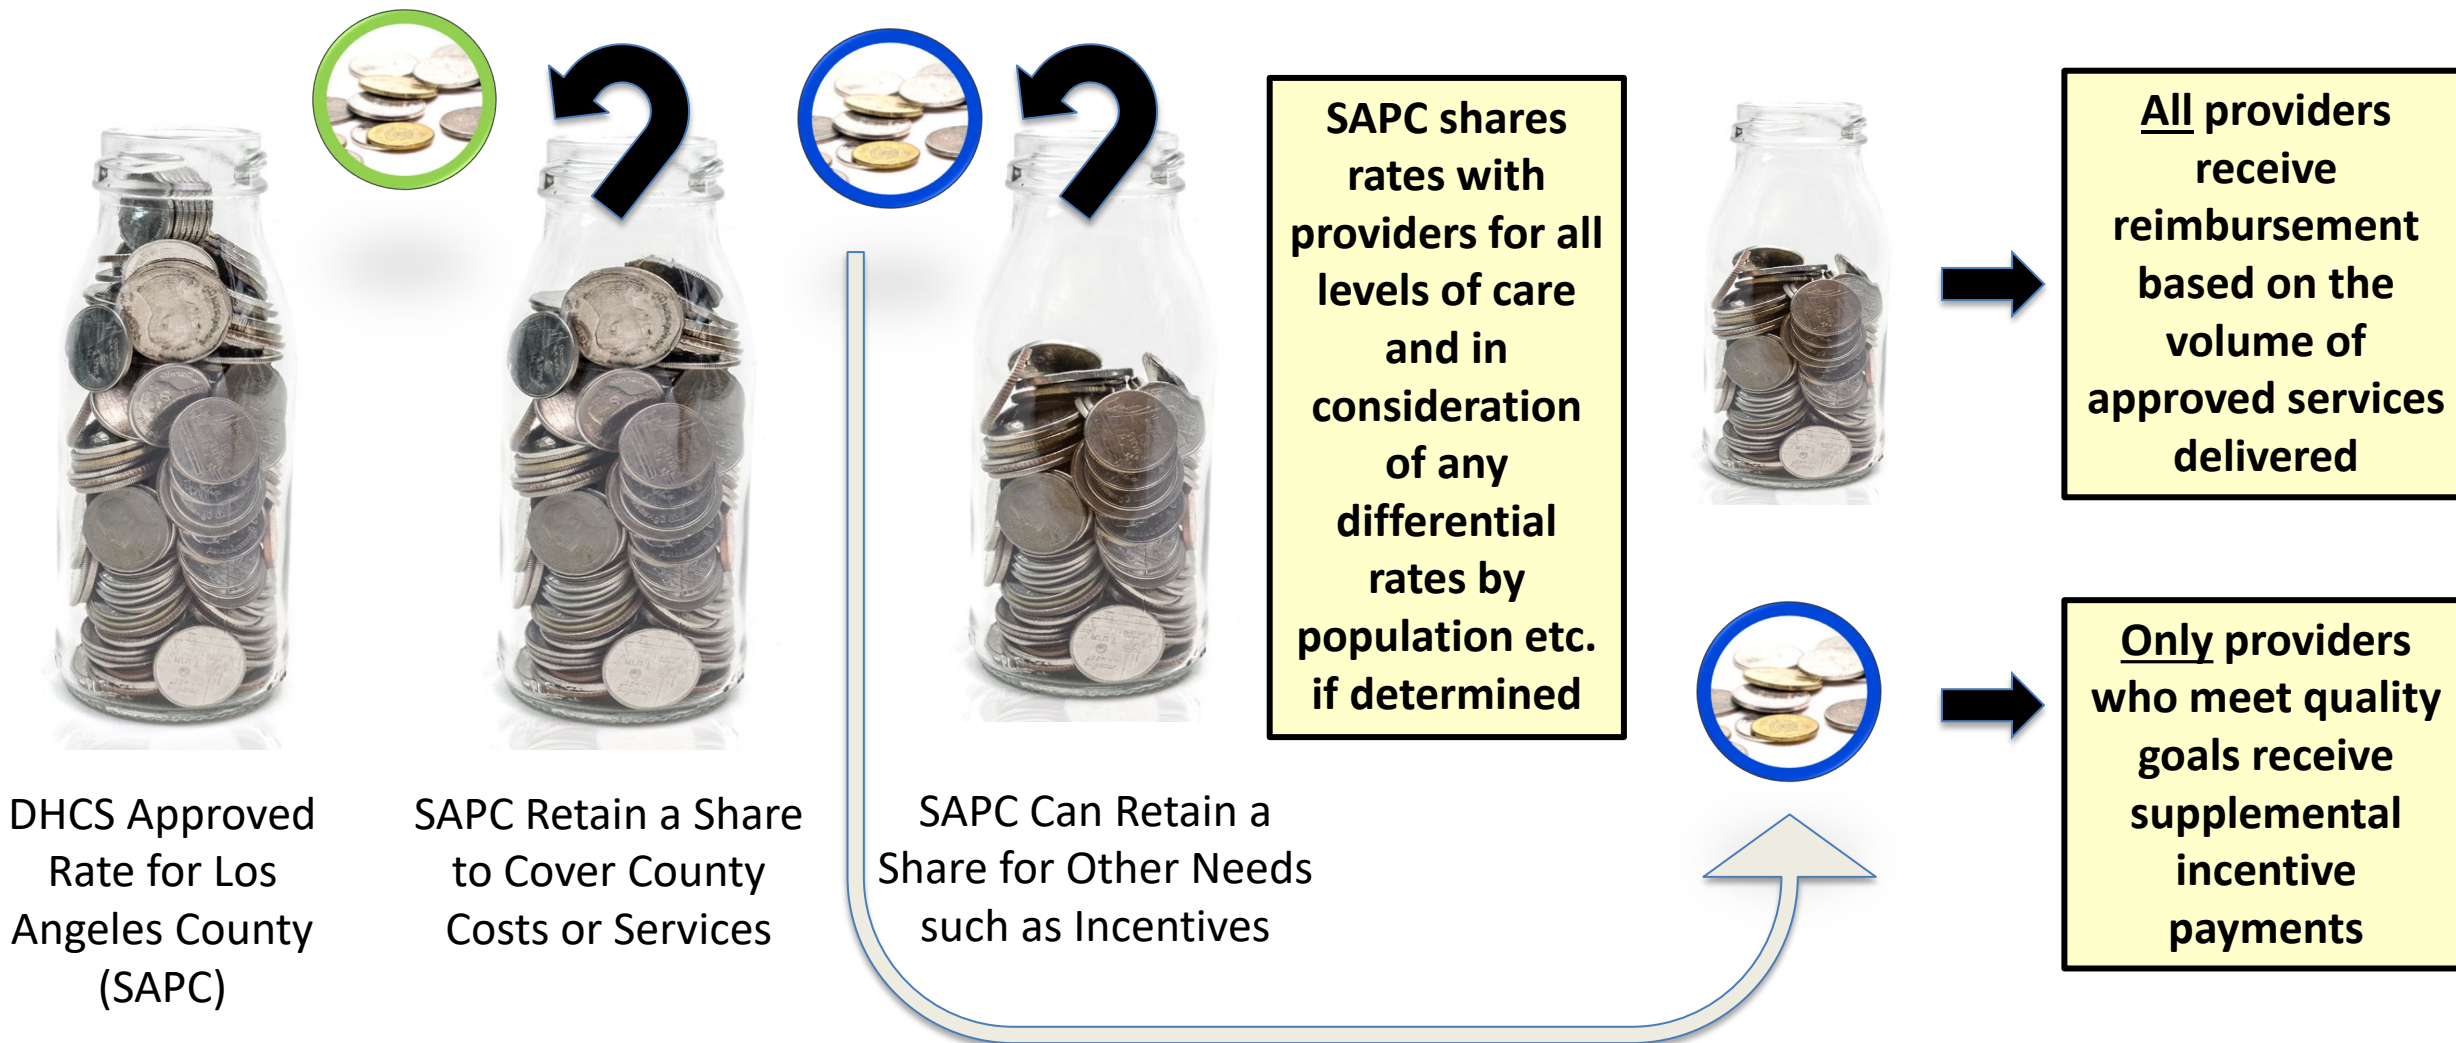 DHCS Approved
Rate for Los
Angeles County
(SAPC)
SAPC Retain a Share
to Cover County
Costs or Services
SAPC Can Retain a
Share for Other Needs
such as Incentives
SAPC shares
rates with
providers for all
levels of care
and in
consideration
of any
differential
rates by
population etc.
if determined
All providers
receive
reimbursement
based on the
volume of
approved services
delivered
Only providers
who meet quality
goals receive
supplemental
incentive
payments